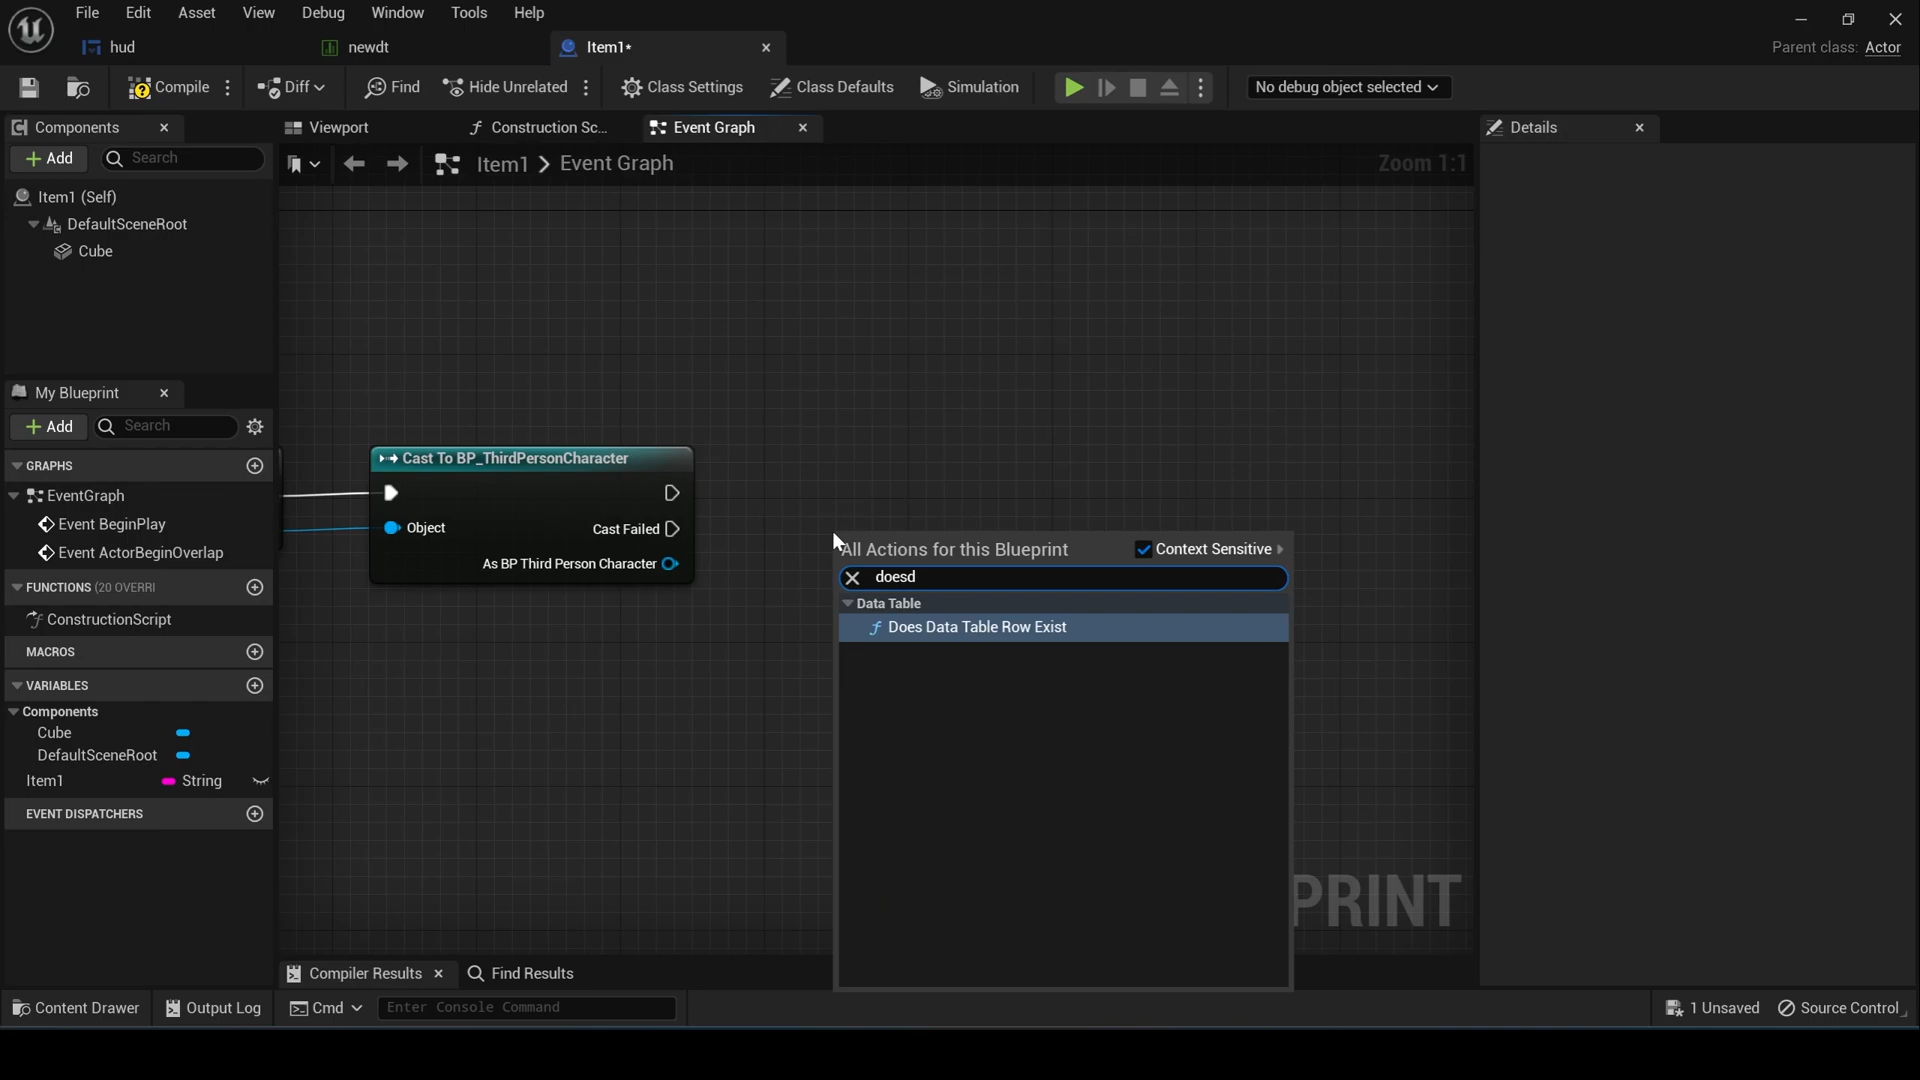 File Edit Asset View Debug Window Tools Help
hud newdt Item1* Parent class: Actor
Compile Diff Find Hide Unrelated Class Settings Class Defaults Simulation No debug object selected
Components Viewport Construction Sc... Event Graph Details
Add Search Item1 Event Graph Zoom 1:1
Item1 (Self)
DefaultSceneRoot
Cube
My Blueprint
Add Search
GRAPHS
EventGraph
Event BeginPlay
Event ActorBeginOverlap
FUNCTIONS (20 OVERRI
ConstructionScript
MACROS
VARIABLES
Components
Cube
DefaultSceneRoot
Item1 String
EVENT DISPATCHERS
Cast To BP_ThirdPersonCharacter
Object Cast Failed
As BP Third Person Character
All Actions for this Blueprint Context Sensitive
doesd
Data Table
Does Data Table Row Exist
PRINT
Compiler Results Find Results
Content Drawer Output Log Cmd Enter Console Command 1 Unsaved Source Control